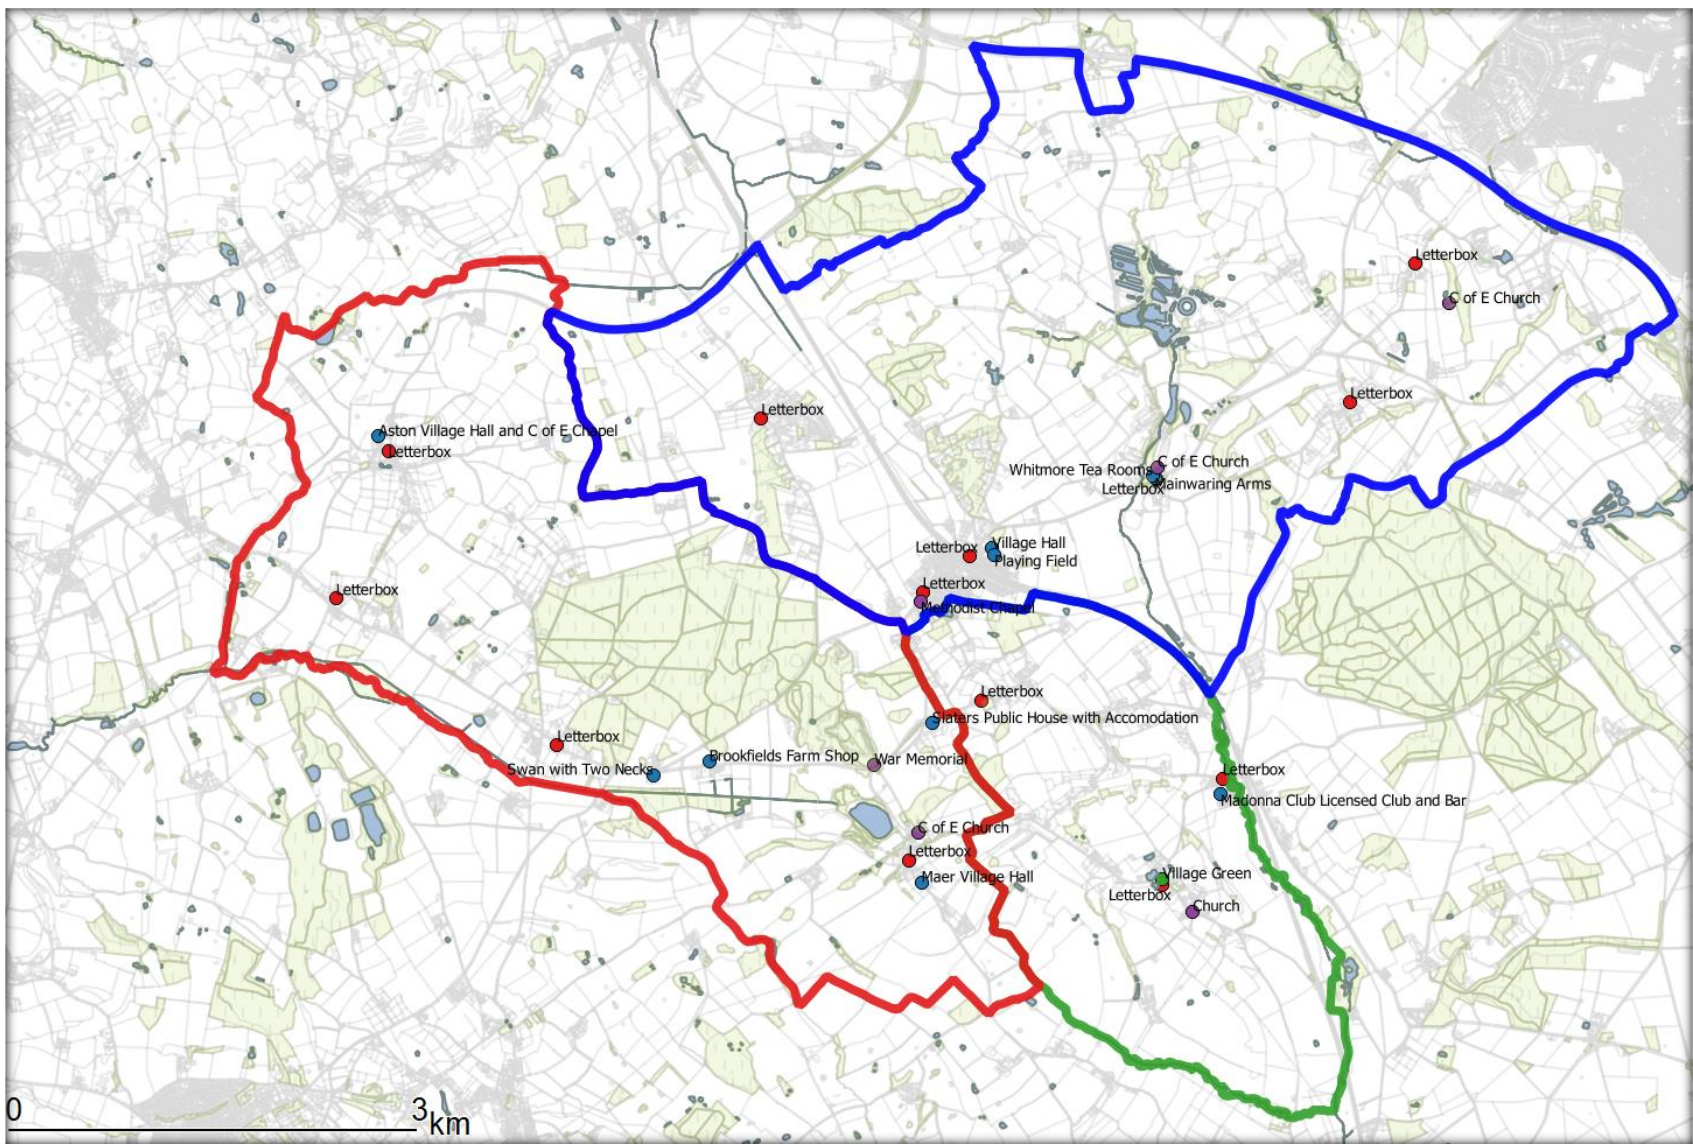 Letterbox
C of E Church
Letterbox
Letterbox
Aston Village Hall and C of E Chapel
Letterbox
C of E Church
Whitmore Tea Rooms
Mainwaring Arms
Letterbox
Village Hall
Letterbox
Playing Field
Letterbox
Letterbox
Methodist Chapel
Letterbox
Slaters Public House with Accomodation
Letterbox
Brookfields Farm Shop
War Memorial
Swan with Two Necks
Letterbox
Madonna Club Licensed Club and Bar
C of E Church
Letterbox
Maer Village Hall
Village Green
Letterbox
Church
0
3
km